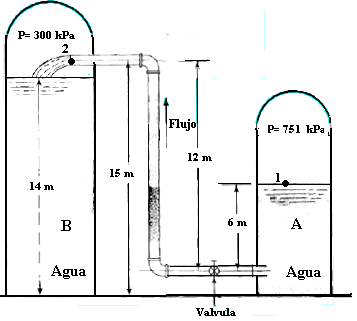 P= 300 kPa
2
Flujo
P= 751 kPa
15 m
12 m
1
14 m
6 m
B
A
Agua
Agua
Valvula